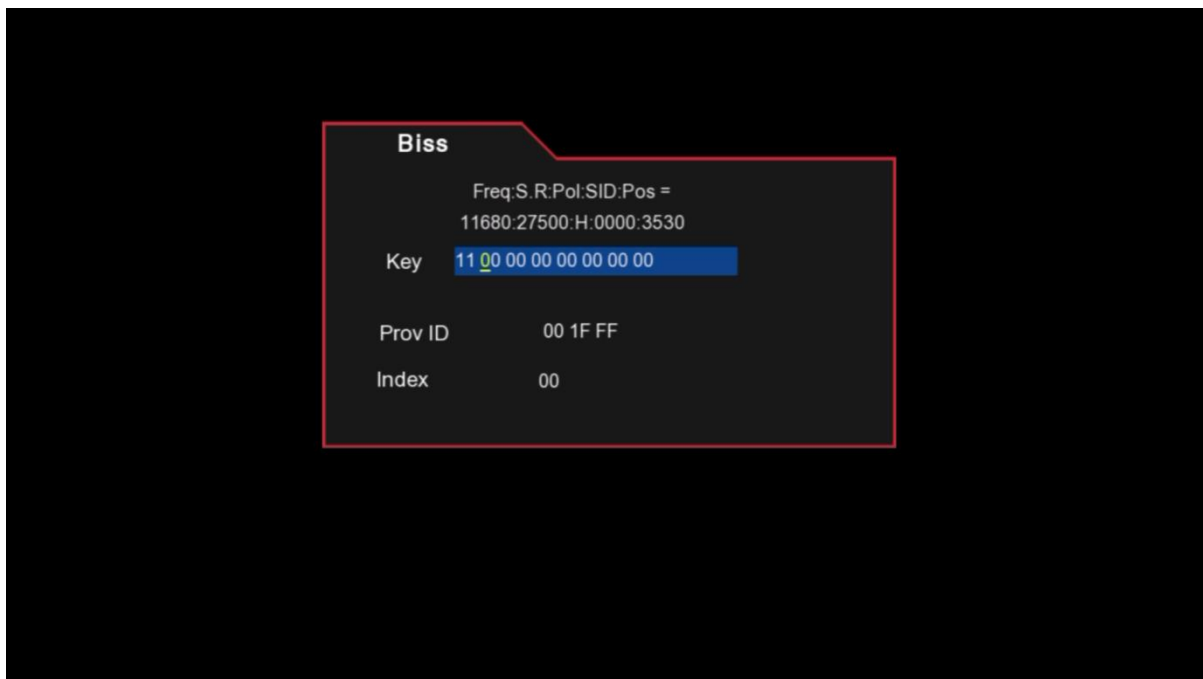 Biss
Freq:S.R:Pol:SID:Pos =
11680:27500:H:0000:3530
Key 11 00 00 00 00 00 00 00
Prov ID 00 1F FF
Index 00